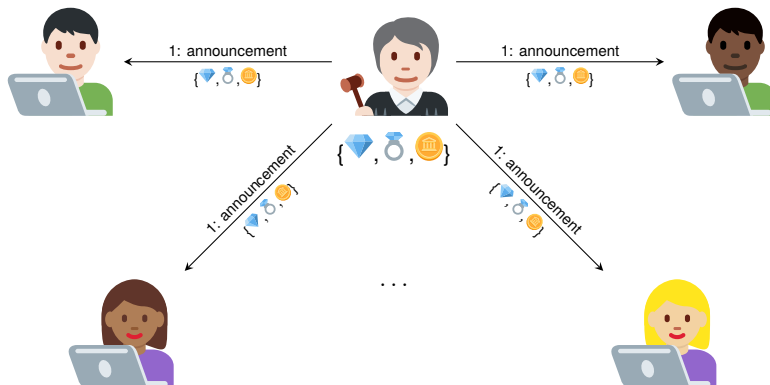 1: announcement
{💎,💍,🪙}
1: announcement
{💎,💍,🪙}
{💎,💍,🪙}
1: announcement
{💎,💍,🪙}
1: announcement
{💎,💍,🪙}
...